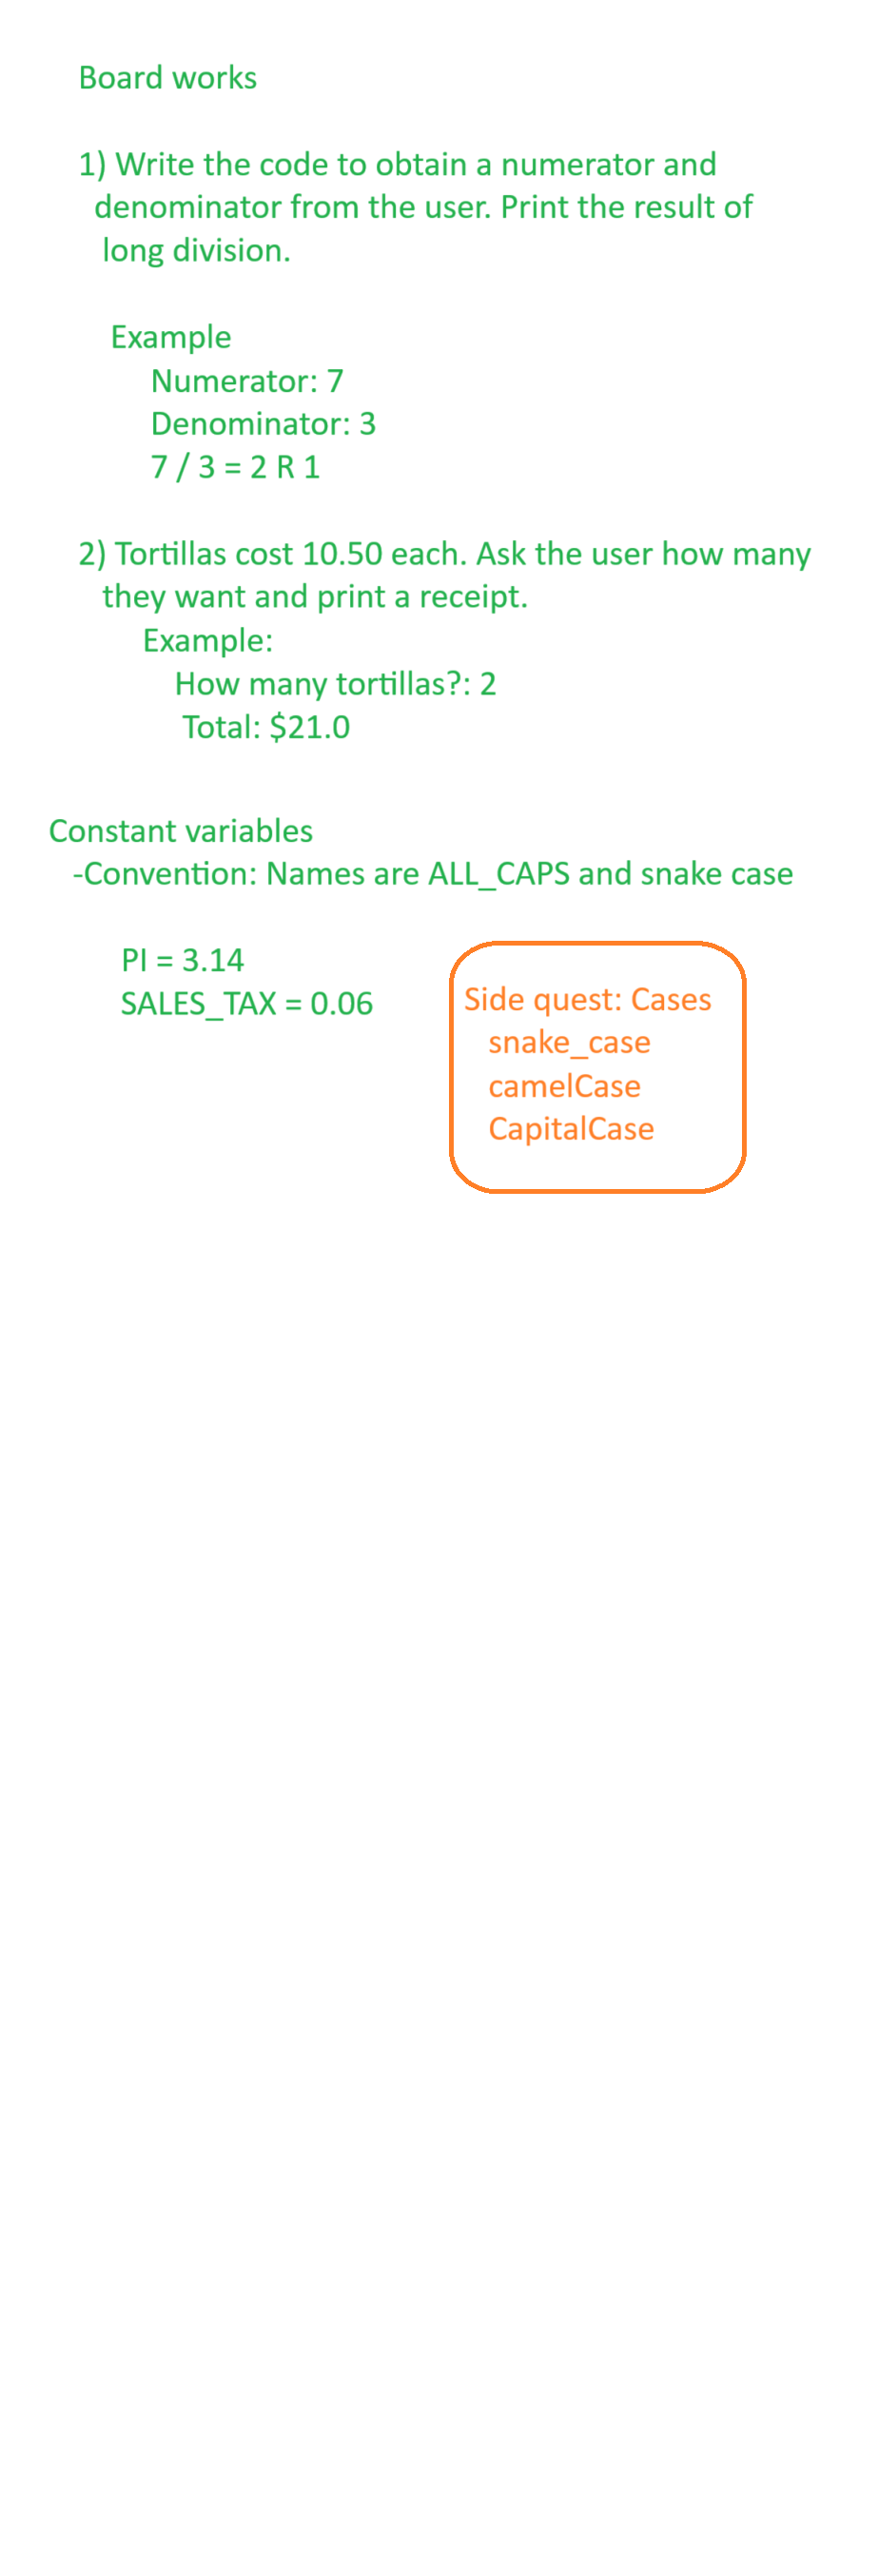 Board works
1) Write the code to obtain a numerator and
denominator from the user. Print the result of
long division.
Example
Numerator: 7
Denominator: 3
7 / 3 = 2 R 1
2) Tortillas cost 10.50 each. Ask the user how many
they want and print a receipt.
Example:
How many tortillas?: 2
Total: $21.0
Constant variables
-Convention: Names are ALL_CAPS and snake case
PI = 3.14
SALES_TAX = 0.06
Side quest: Cases
snake_case
camelCase
CapitalCase